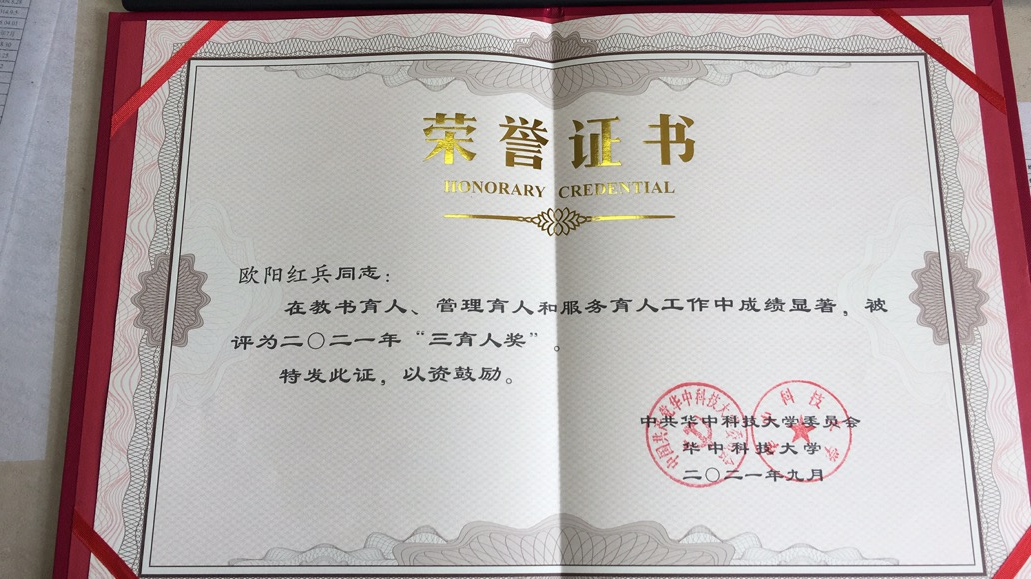 荣誉证书
HONORARY CREDENTIAL
欧阳红兵同志：
在教书育人、管理育人和服务育人工作中成绩显著，被
评为二〇二一年“三育人奖”。
特发此证，以资鼓励。
中共华中科技大学委员会
华中科技大学
二〇二一年九月